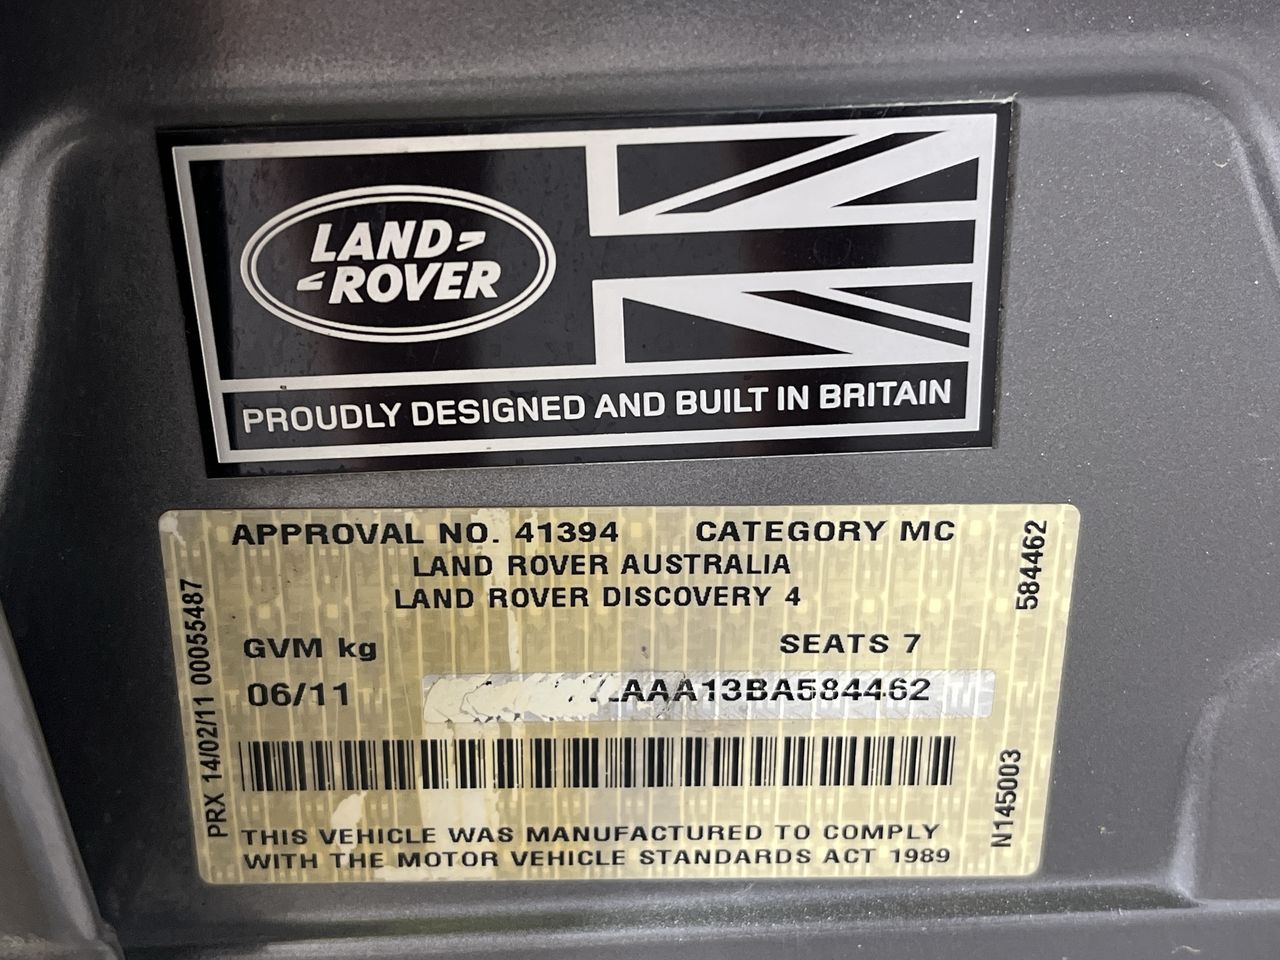 LAND
ROVER
PROUDLY DESIGNED AND BUILT IN BRITAIN
APPROVAL NO. 41394 CATEGORY MC
LAND ROVER AUSTRALIA
LAND ROVER DISCOVERY 4
GVM kg SEATS 7
06/11 LAAA13BA584462
THIS VEHICLE WAS MANUFACTURED TO COMPLY
WITH THE MOTOR VEHICLE STANDARDS ACT 1989
PRX 14/02/11 00055487
584462
N145003